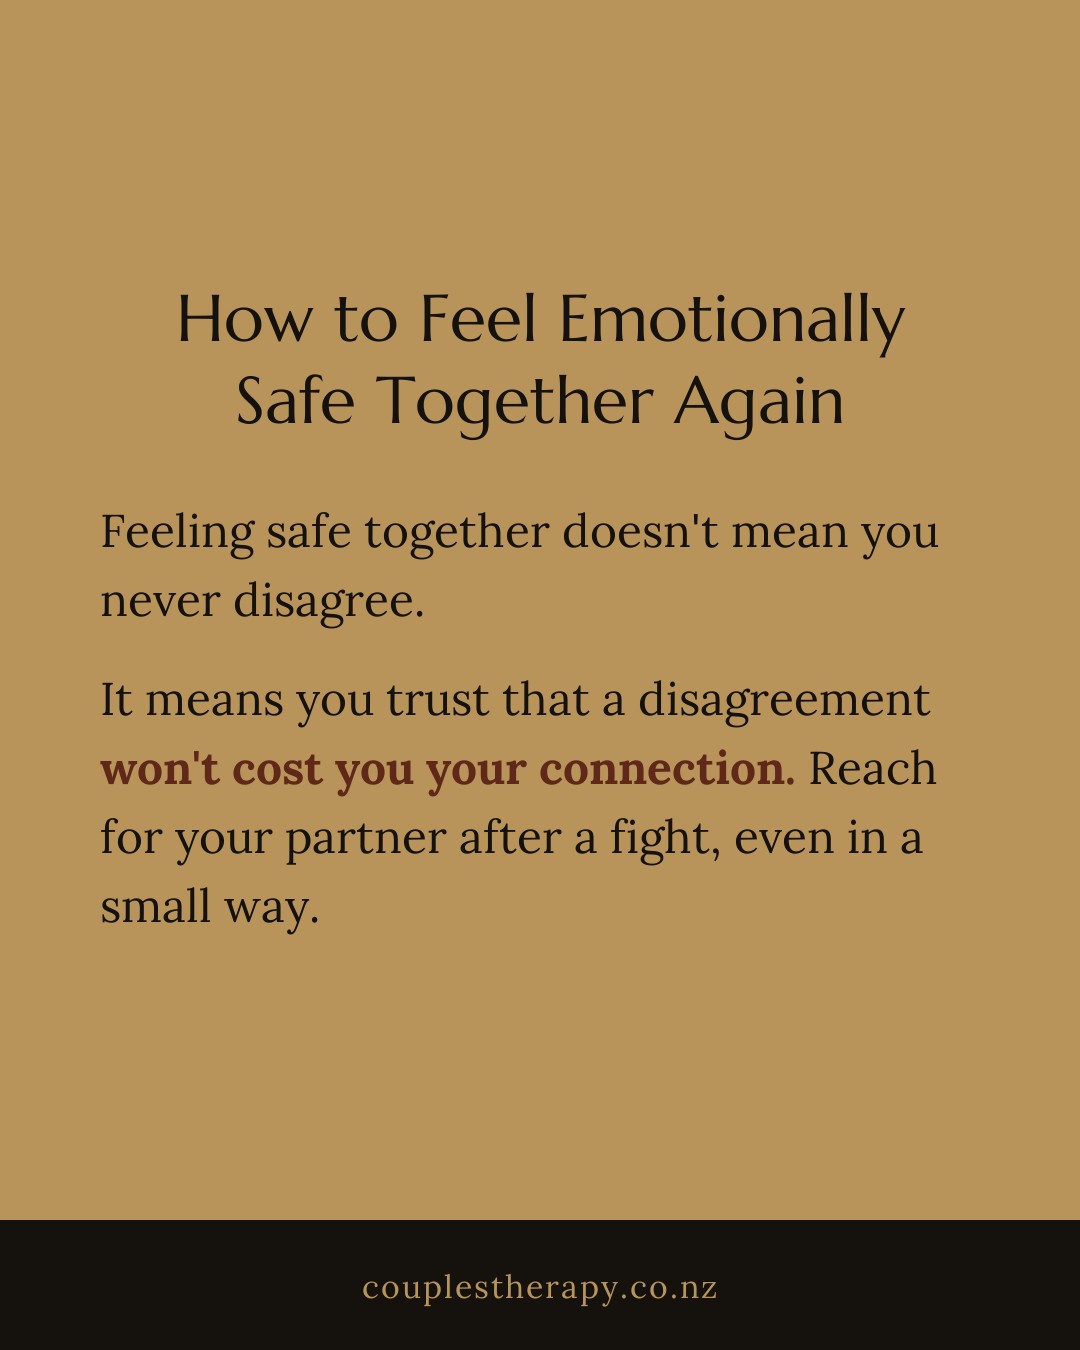 How to Feel Emotionally
Safe Together Again
Feeling safe together doesn't mean you
never disagree.
It means you trust that a disagreement
won't cost you your connection. Reach
for your partner after a fight, even in a
small way.
couplestherapy.co.nz